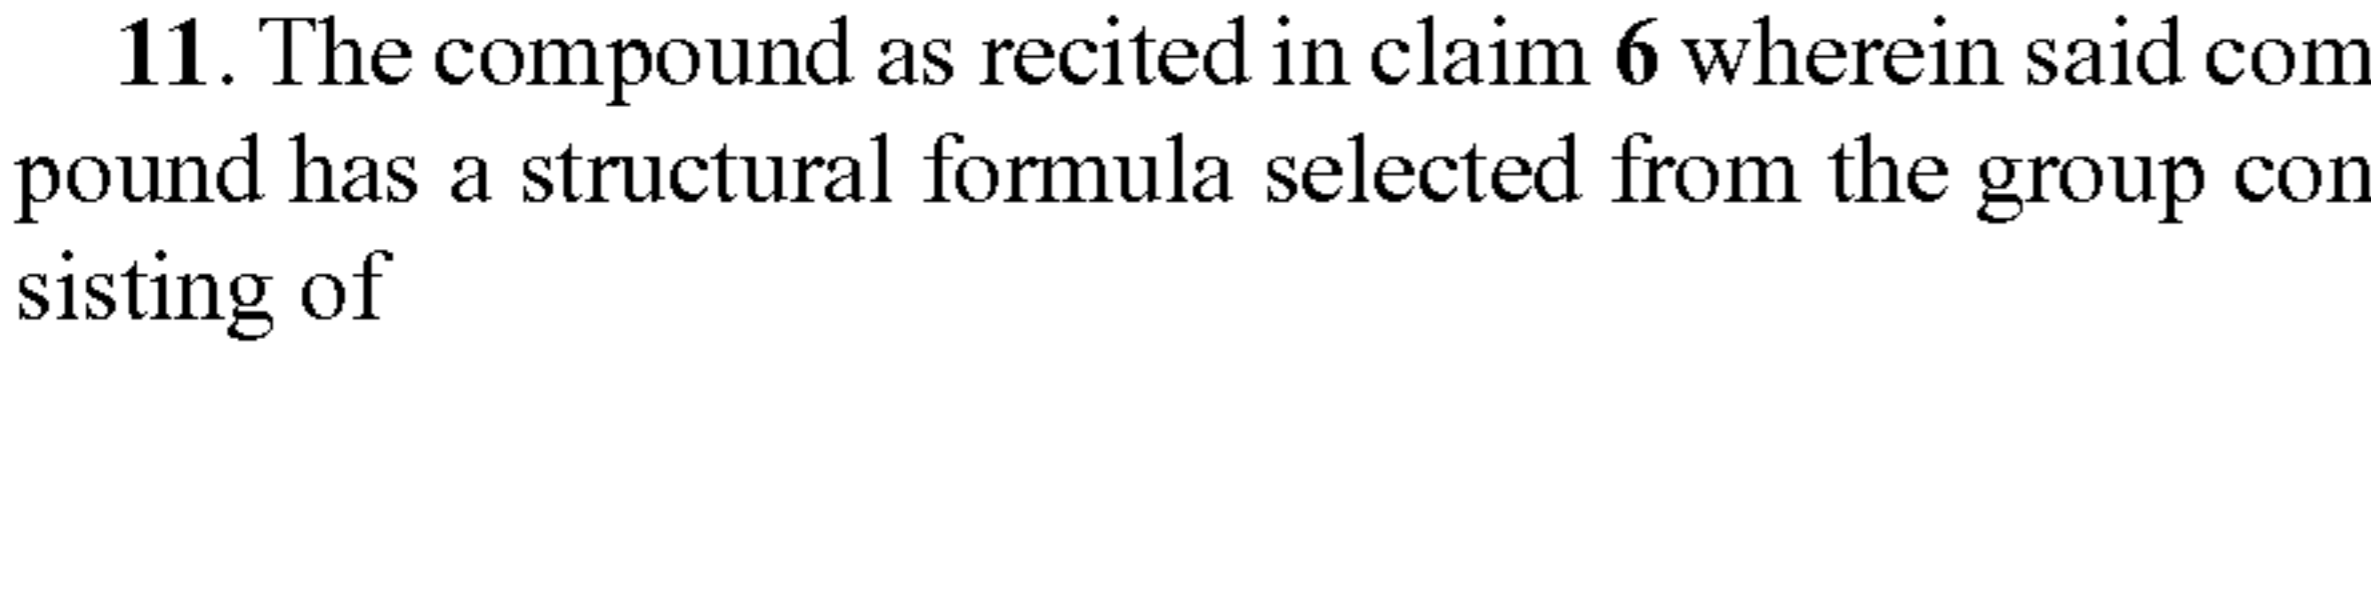 11. The compound as recited in claim 6 wherein said com
pound has a structural formula selected from the group con
sisting of